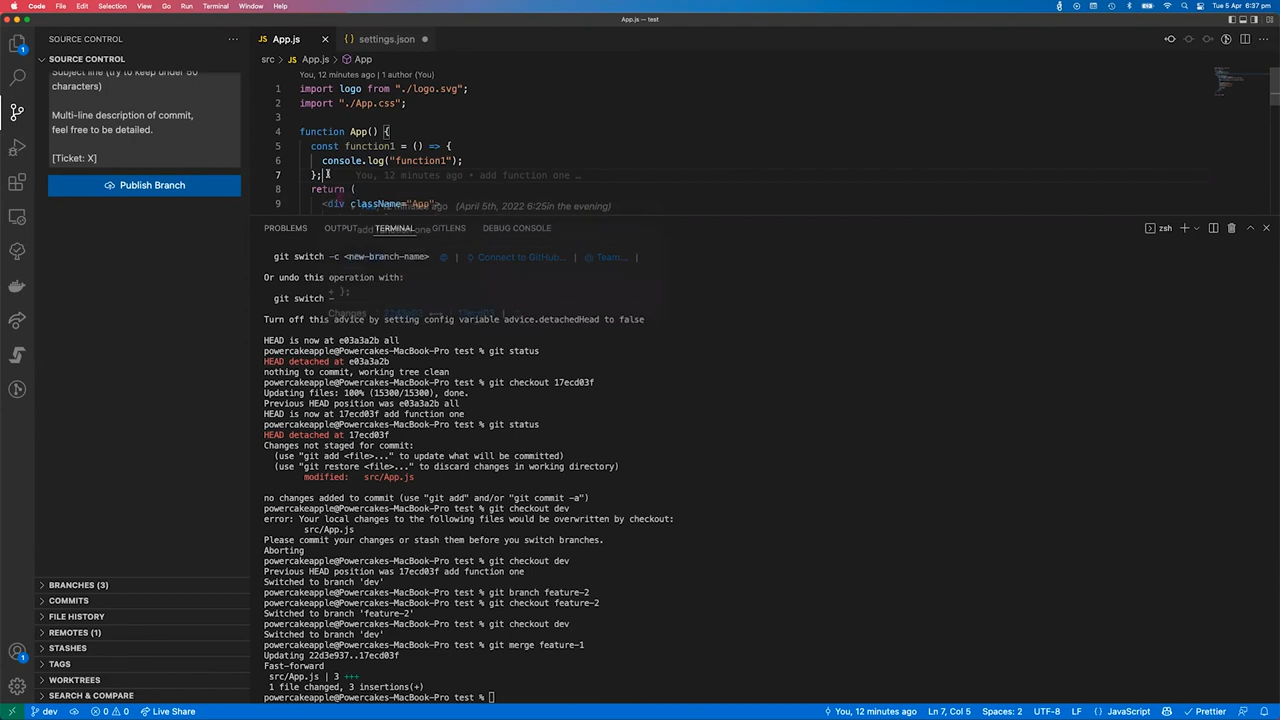 Code File Edit Selection View Go Run Terminal Window Help
Tue 5 Apr 6:37 pm
App.js — test
SOURCE CONTROL
SOURCE CONTROL
Subject line (try to keep under 50
characters)
Multi-line description of commit,
feel free to be detailed.
[Ticket: X]
Publish Branch
BRANCHES (3)
COMMITS
FILE HISTORY
REMOTES (1)
STASHES
TAGS
WORKTREES
SEARCH & COMPARE
JS App.js
{ } settings.json
src > JS App.js > App
You, 12 minutes ago | 1 author (You)
1 import logo from "./logo.svg";
2 import "./App.css";
3
4 function App() {
5 const function1 = () => {
6 console.log("function1");
7 }; You, 12 minutes ago • add function one …
8 return (
9 <div className="App">
ago (April 5th, 2022 6:25in the evening)
add function one
PROBLEMS OUTPUT TERMINAL GITLENS DEBUG CONSOLE
zsh
git switch -c <new-branch-name>
| Connect to GitHub… | Team… |
Or undo this operation with:
+ };
git switch -
Changes
Turn off this advice by setting config variable advice.detachedHead to false
HEAD is now at e03a3a2b all
powercakeapple@Powercakes-MacBook-Pro test % git status
HEAD detached at e03a3a2b
nothing to commit, working tree clean
powercakeapple@Powercakes-MacBook-Pro test % git checkout 17ecd03f
Updating files: 100% (15300/15300), done.
Previous HEAD position was e03a3a2b all
HEAD is now at 17ecd03f add function one
powercakeapple@Powercakes-MacBook-Pro test % git status
HEAD detached at 17ecd03f
Changes not staged for commit:
(use "git add <file>..." to update what will be committed)
(use "git restore <file>..." to discard changes in working directory)
modified: src/App.js
no changes added to commit (use "git add" and/or "git commit -a")
powercakeapple@Powercakes-MacBook-Pro test % git checkout dev
error: Your local changes to the following files would be overwritten by checkout:
src/App.js
Please commit your changes or stash them before you switch branches.
Aborting
powercakeapple@Powercakes-MacBook-Pro test % git checkout dev
Previous HEAD position was 17ecd03f add function one
Switched to branch 'dev'
powercakeapple@Powercakes-MacBook-Pro test % git branch feature-2
powercakeapple@Powercakes-MacBook-Pro test % git checkout feature-2
Switched to branch 'feature-2'
powercakeapple@Powercakes-MacBook-Pro test % git checkout dev
Switched to branch 'dev'
powercakeapple@Powercakes-MacBook-Pro test % git merge feature-1
Updating 22d3e937..17ecd03f
Fast-forward
src/App.js | 3 +++
1 file changed, 3 insertions(+)
powercakeapple@Powercakes-MacBook-Pro test %
dev 0 0 Live Share
You, 12 minutes ago Ln 7, Col 5 Spaces: 2 UTF-8 LF { } JavaScript Prettier